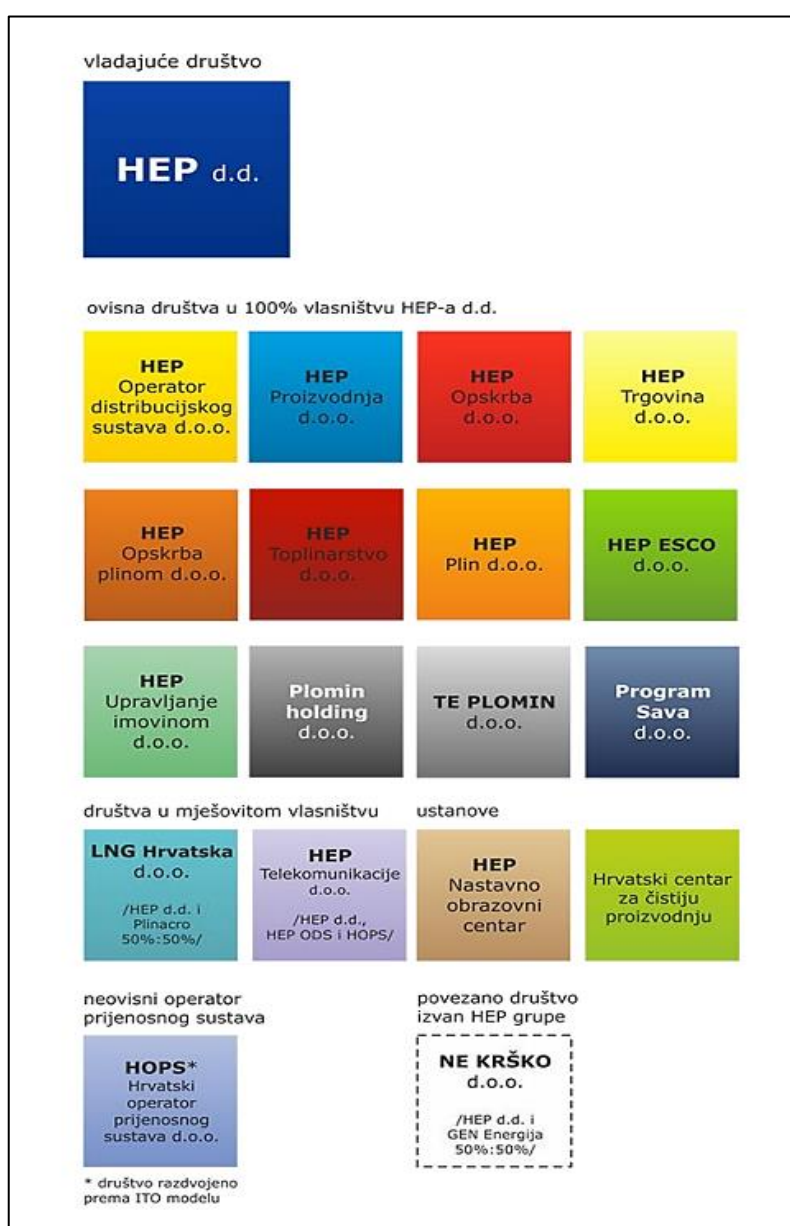 vladajuće društvo
HEP d.d.
ovisna društva u 100% vlasništvu HEP-a d.d.
HEP
Operator
distribucijskog
sustava d.o.o.
HEP
Proizvodnja
d.o.o.
HEP
Opskrba
d.o.o.
HEP
Trgovina
d.o.o.
HEP
Opskrba
plinom d.o.o.
HEP
Toplinarstvo
d.o.o.
HEP
Plin d.o.o.
HEP ESCO
d.o.o.
HEP
Upravljanje
imovinom
d.o.o.
Plomin
holding
d.o.o.
TE PLOMIN
d.o.o.
Program
Sava
d.o.o.
društva u mješovitom vlasništvu
LNG Hrvatska
d.o.o.
/HEP d.d. i
Plinacro
50%:50%/
HEP
Telekomunikacije
d.o.o.
/HEP d.d.,
HEP ODS i HOPS/
ustanove
HEP
Nastavno
obrazovni
centar
Hrvatski centar
za čistiju
proizvodnju
neovisni operator
prijenosnog sustava
HOPS*
Hrvatski
operator
prijenosnog
sustava d.o.o.
* društvo razdvojeno
prema ITO modelu
povezano društvo
izvan HEP grupe
NE KRŠKO
d.o.o.
/HEP d.d. i
GEN Energija
50%:50%/